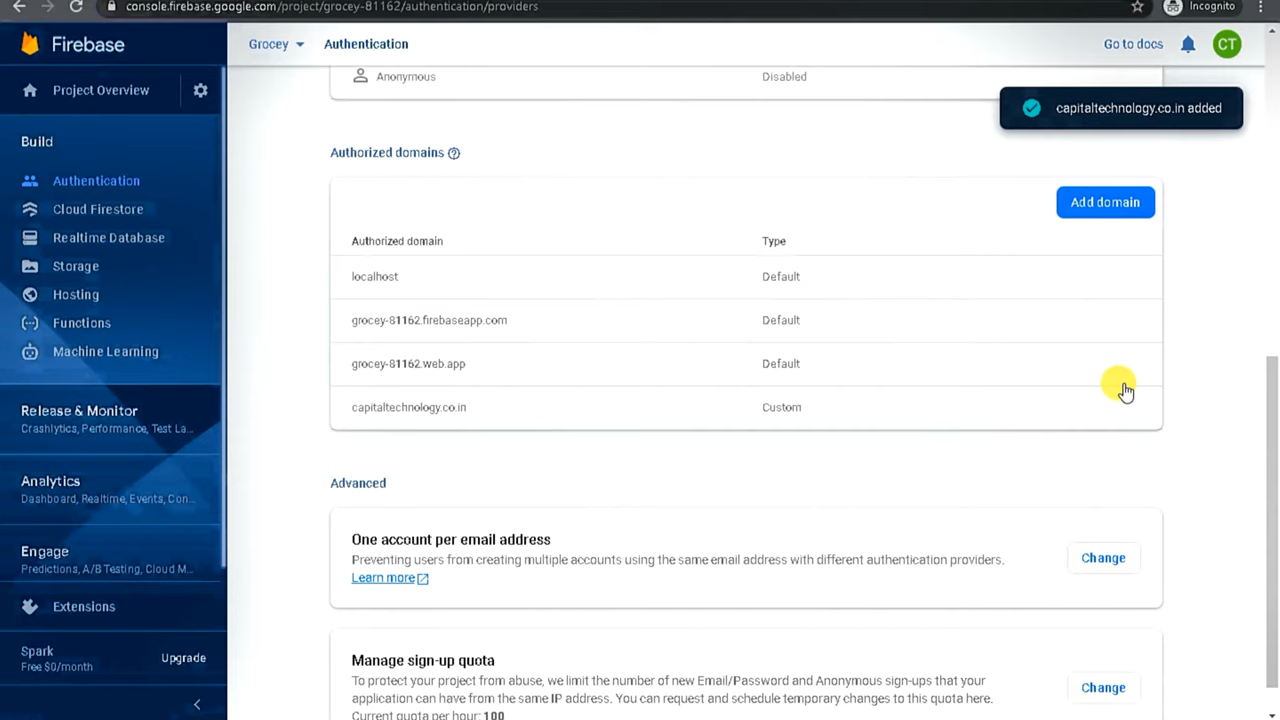 console.firebase.google.com/project/grocey-81162/authentication/providers
Incognito
Firebase
Grocey
Authentication
Go to docs
CT
Project Overview
Anonymous
Disabled
capitaltechnology.co.in added
Build
Authentication
Cloud Firestore
Realtime Database
Storage
Hosting
Functions
Machine Learning
Release & Monitor
Crashlytics, Performance, Test La...
Analytics
Dashboard, Realtime, Events, Con...
Engage
Predictions, A/B Testing, Cloud M...
Extensions
Spark
Free $0/month
Upgrade
Authorized domains
Add domain
Authorized domain
Type
localhost
Default
grocey-81162.firebaseapp.com
Default
grocey-81162.web.app
Default
capitaltechnology.co.in
Custom
Advanced
One account per email address
Preventing users from creating multiple accounts using the same email address with different authentication providers.
Learn more
Change
Manage sign-up quota
To protect your project from abuse, we limit the number of new Email/Password and Anonymous sign-ups that your
application can have from the same IP address. You can request and schedule temporary changes to this quota here.
Current quota per hour: 100
Change